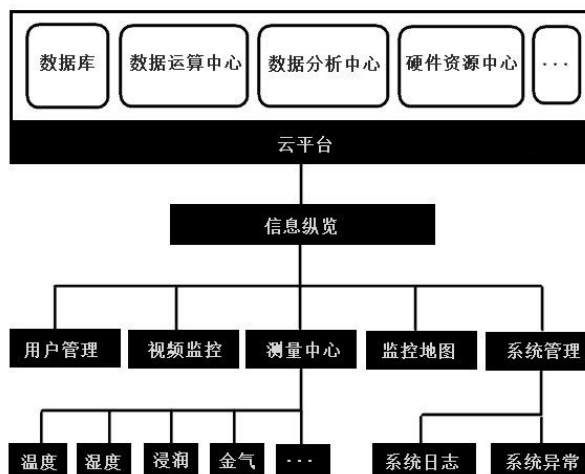 数据库 数据运算中心 数据分析中心 硬件资源中心 ···
云平台
信息纵览
用户管理 视频监控 测量中心 监控地图 系统管理
温度 湿度 浸润 金气 ··· 系统日志 系统异常